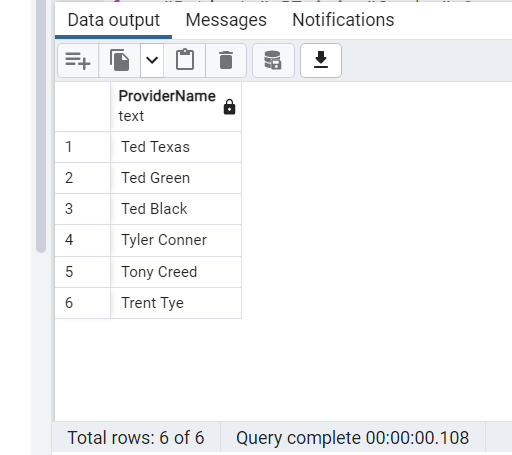 Data output Messages Notifications
ProviderName
text
1 Ted Texas
2 Ted Green
3 Ted Black
4 Tyler Conner
5 Tony Creed
6 Trent Tye
Total rows: 6 of 6 Query complete 00:00:00.108